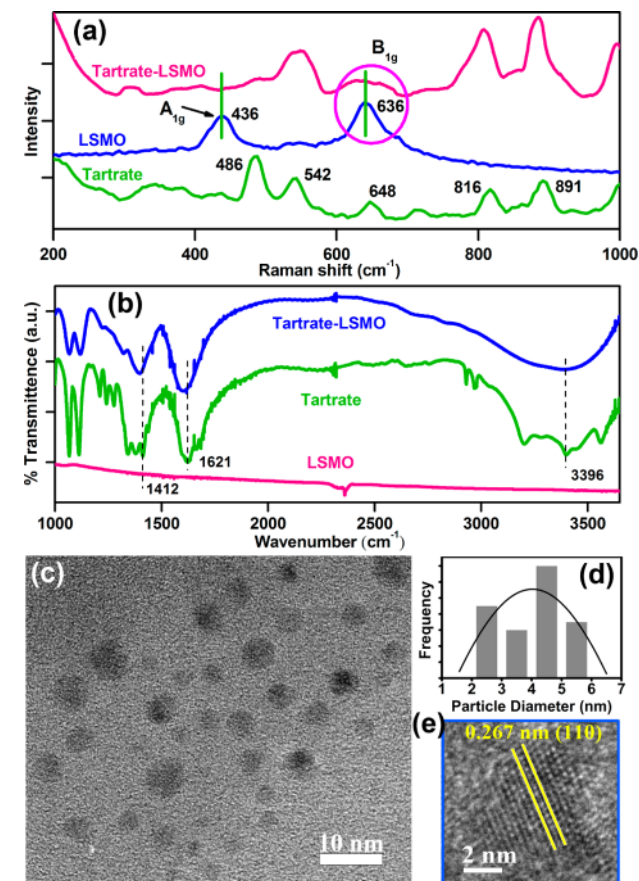 (a)
B1g
Tartrate-LSMO
A1g
436
636
LSMO
486
542
648
816
891
Tartrate
Intensity
200 400 600 800 1000
Raman shift (cm-1)
(b)
Tartrate-LSMO
Tartrate
LSMO
1412
1621
3396
% Transmittence (a.u.)
1000 1500 2000 2500 3000 3500
Wavenumber (cm-1)
(c)
10 nm
(d)
Frequency
1 2 3 4 5 6 7
Particle Diameter (nm)
(e)
0.267 nm (110)
2 nm